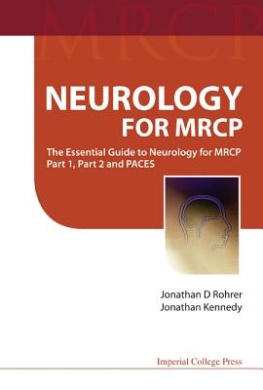 MRCP
NEUROLOGY
FOR MRCP
The Essential Guide to Neurology for MRCP
Part 1, Part 2 and PACES
Jonathan D Rohrer
Jonathan Kennedy
Imperial College Press